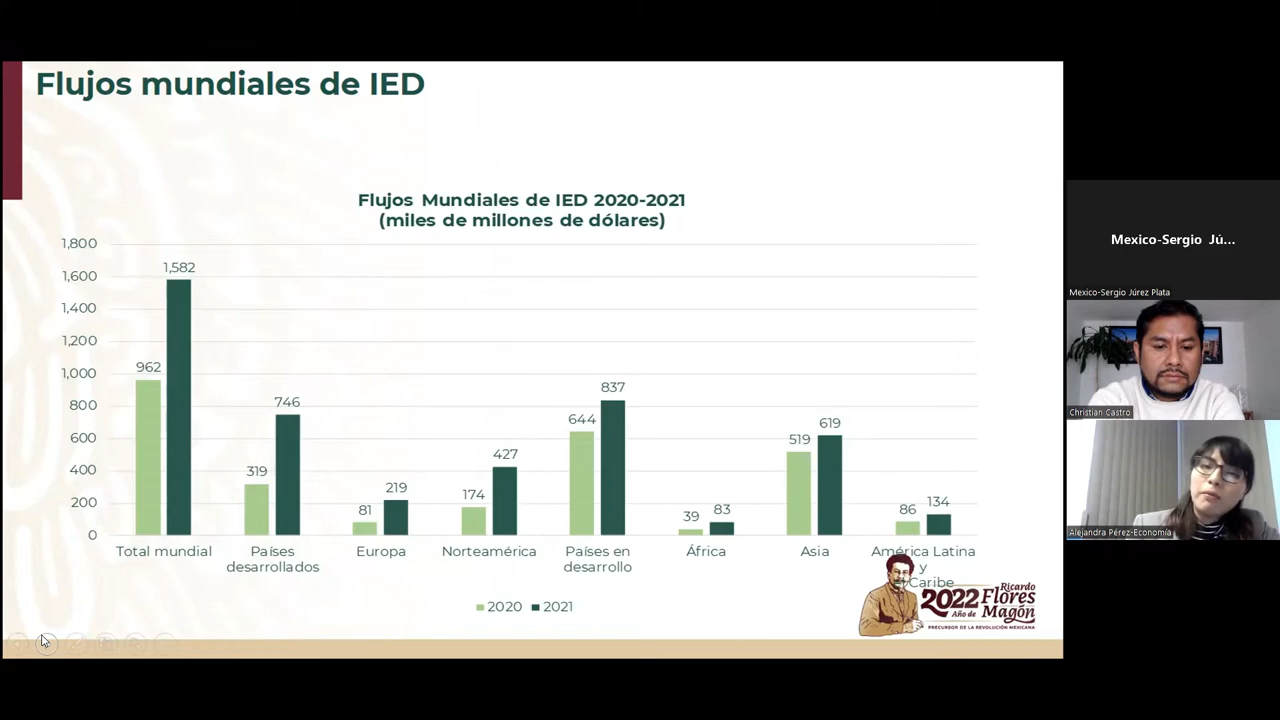 Flujos mundiales de IED
Flujos Mundiales de IED 2020-2021
(miles de millones de dólares)
1,800
1,600
1,400
1,200
1,000
800
600
400
200
0
962
1,582
319
746
81
219
174
427
644
837
39
83
519
619
86
134
Total mundial
Países
desarrollados
Europa
Norteamérica
Países en
desarrollo
África
Asia
América Latina
y
el Caribe
2020
2021
2022
Año de
Ricardo
Flores
Magón
PRECURSOR DE LA REVOLUCIÓN MEXICANA
Mexico-Sergio Jú...
Mexico-Sergio Júrez Plata
Christian Castro
Alejandra Pérez-Economía